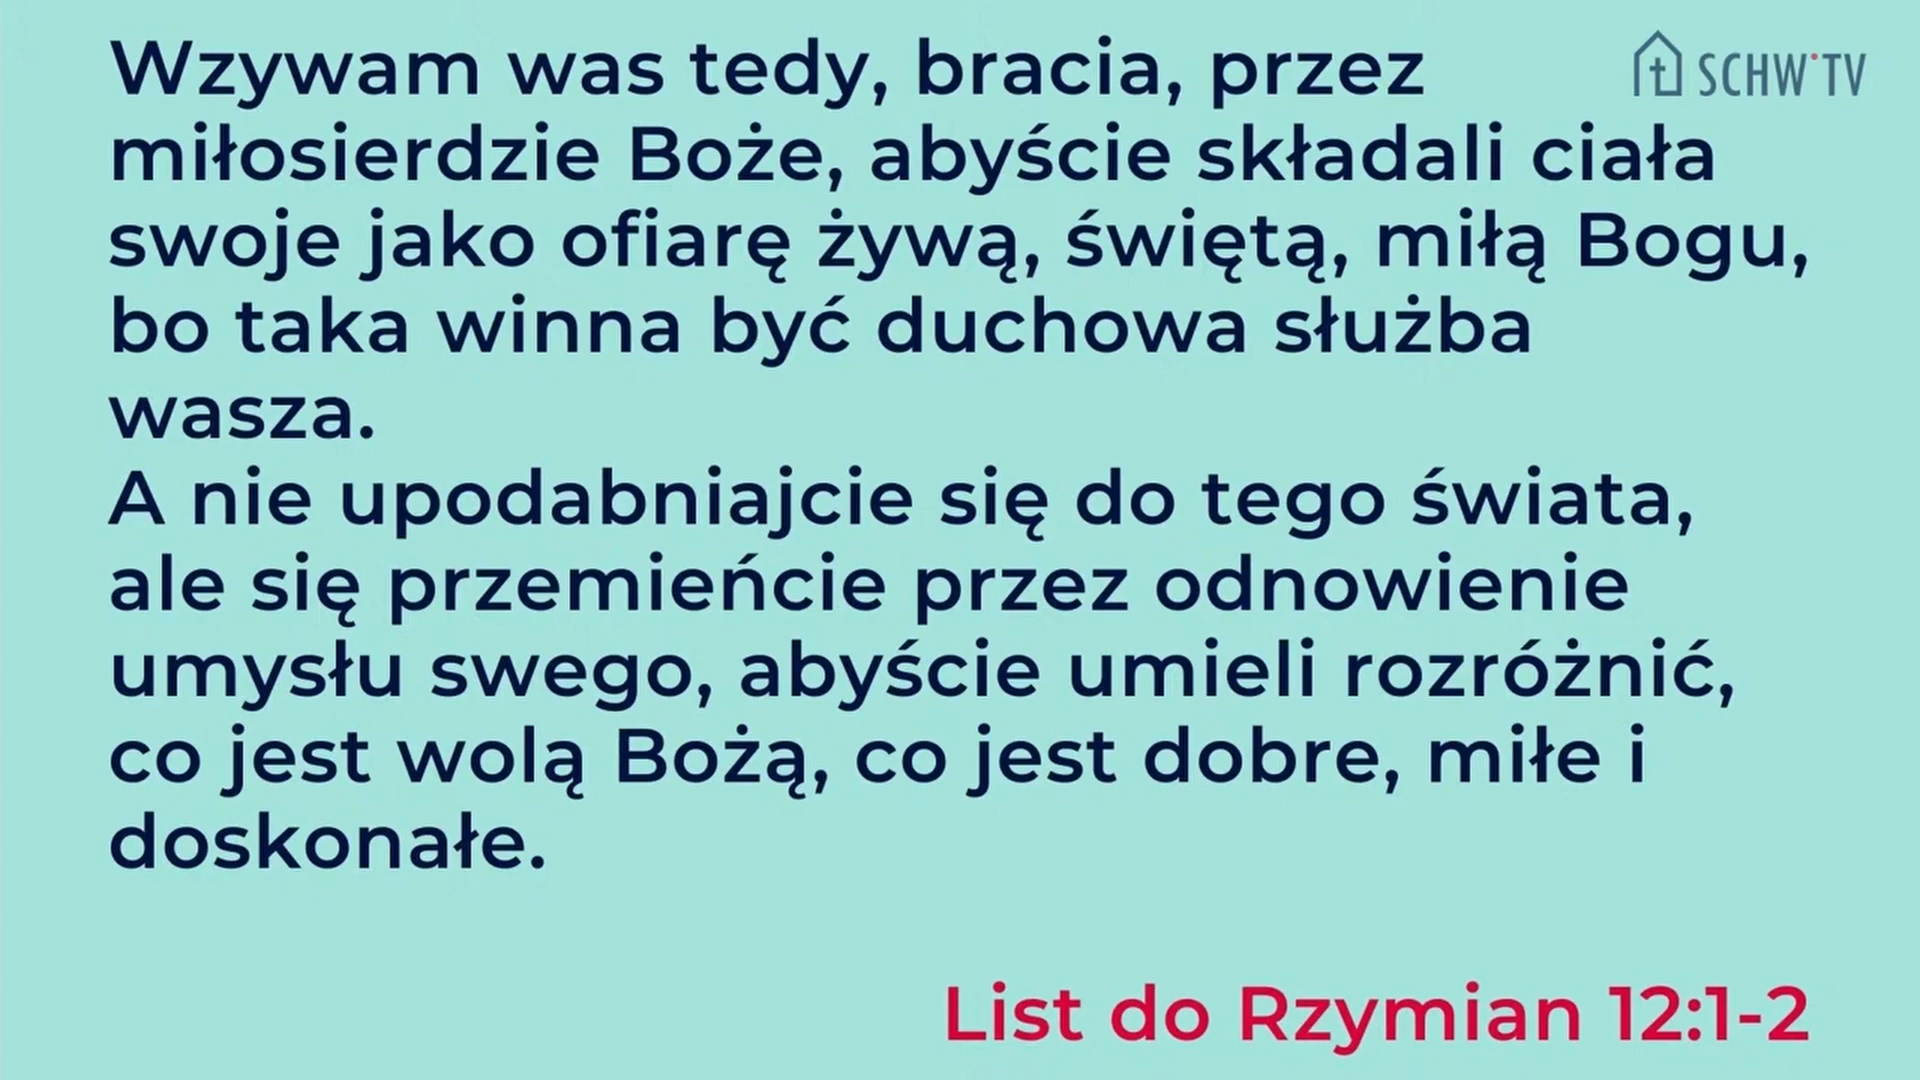 Wzywam was tedy, bracia, przez
SCHW TV
miłosierdzie Boże, abyście składali ciała
swoje jako ofiarę żywą, świętą, miłą Bogu,
bo taka winna być duchowa służba
wasza.
A nie upodabniajcie się do tego świata,
ale się przemieńcie przez odnowienie
umysłu swego, abyście umieli rozróżnić,
co jest wolą Bożą, co jest dobre, miłe i
doskonałe.
List do Rzymian 12:1-2